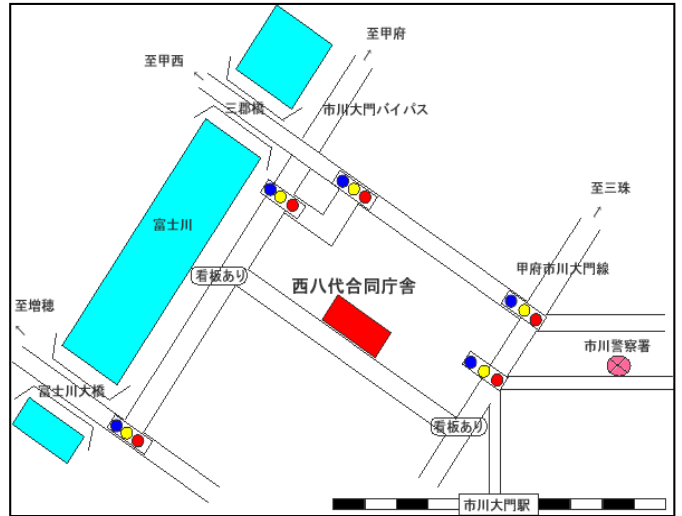 至甲府
至甲西
三郡橋
市川大門バイパス
至三珠
富士川
甲府市川大門線
看板あり
西八代合同庁舎
至増穂
市川警察署
富士川大橋
看板あり
市川大門駅